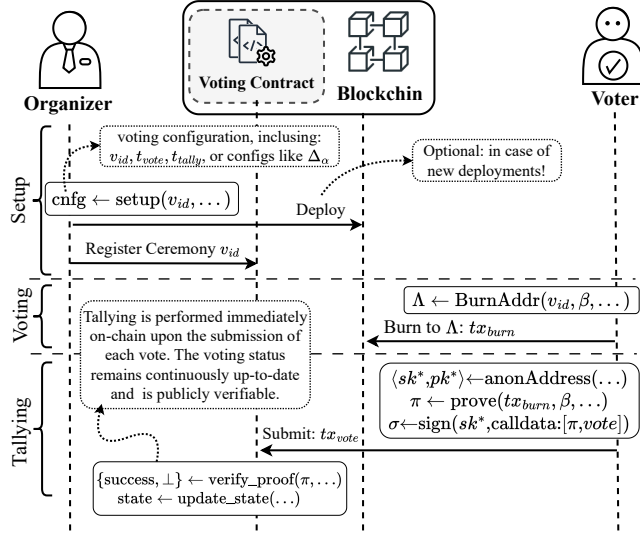 Organizer
Voting Contract
Blockchin
Voter
Setup
voting configuration, inclusing:
v_id, t_vote, t_tally, or configs like Δ_α
Optional: in case of
new deployments!
cnfg ← setup(v_id, …)
Deploy
Register Ceremony v_id
Voting
Λ ← BurnAddr(v_id, β, …)
Burn to Λ: tx_burn
Tallying is performed immediately
on-chain upon the submission of
each vote. The voting status
remains continuously up-to-date
and is publicly verifiable.
Tallying
⟨sk*, pk*⟩←anonAddress(…)
π ← prove(tx_burn, β, …)
σ←sign(sk*,calldata:[π,vote])
Submit: tx_vote
{success, ⊥} ← verify_proof(π, …)
state ← update_state(…)